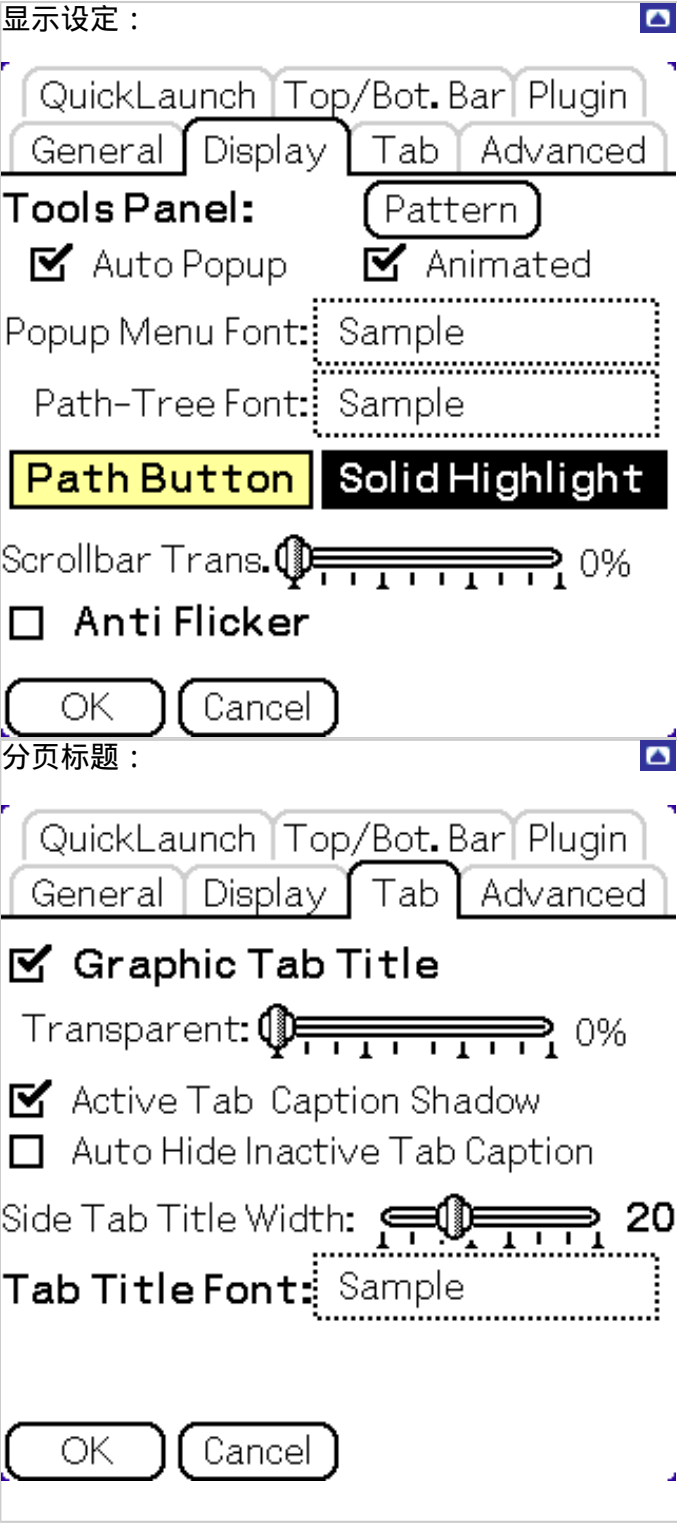 显示设定：
QuickLaunch Top/Bot. Bar Plugin
General Display Tab Advanced
Tools Panel: Pattern
Auto Popup Animated
Popup Menu Font: Sample
Path-Tree Font: Sample
Path Button Solid Highlight
Scrollbar Trans. 0%
Anti Flicker
OK Cancel
分页标题：
QuickLaunch Top/Bot. Bar Plugin
General Display Tab Advanced
Graphic Tab Title
Transparent: 0%
Active Tab Caption Shadow
Auto Hide Inactive Tab Caption
Side Tab Title Width: 20
Tab Title Font: Sample
OK Cancel